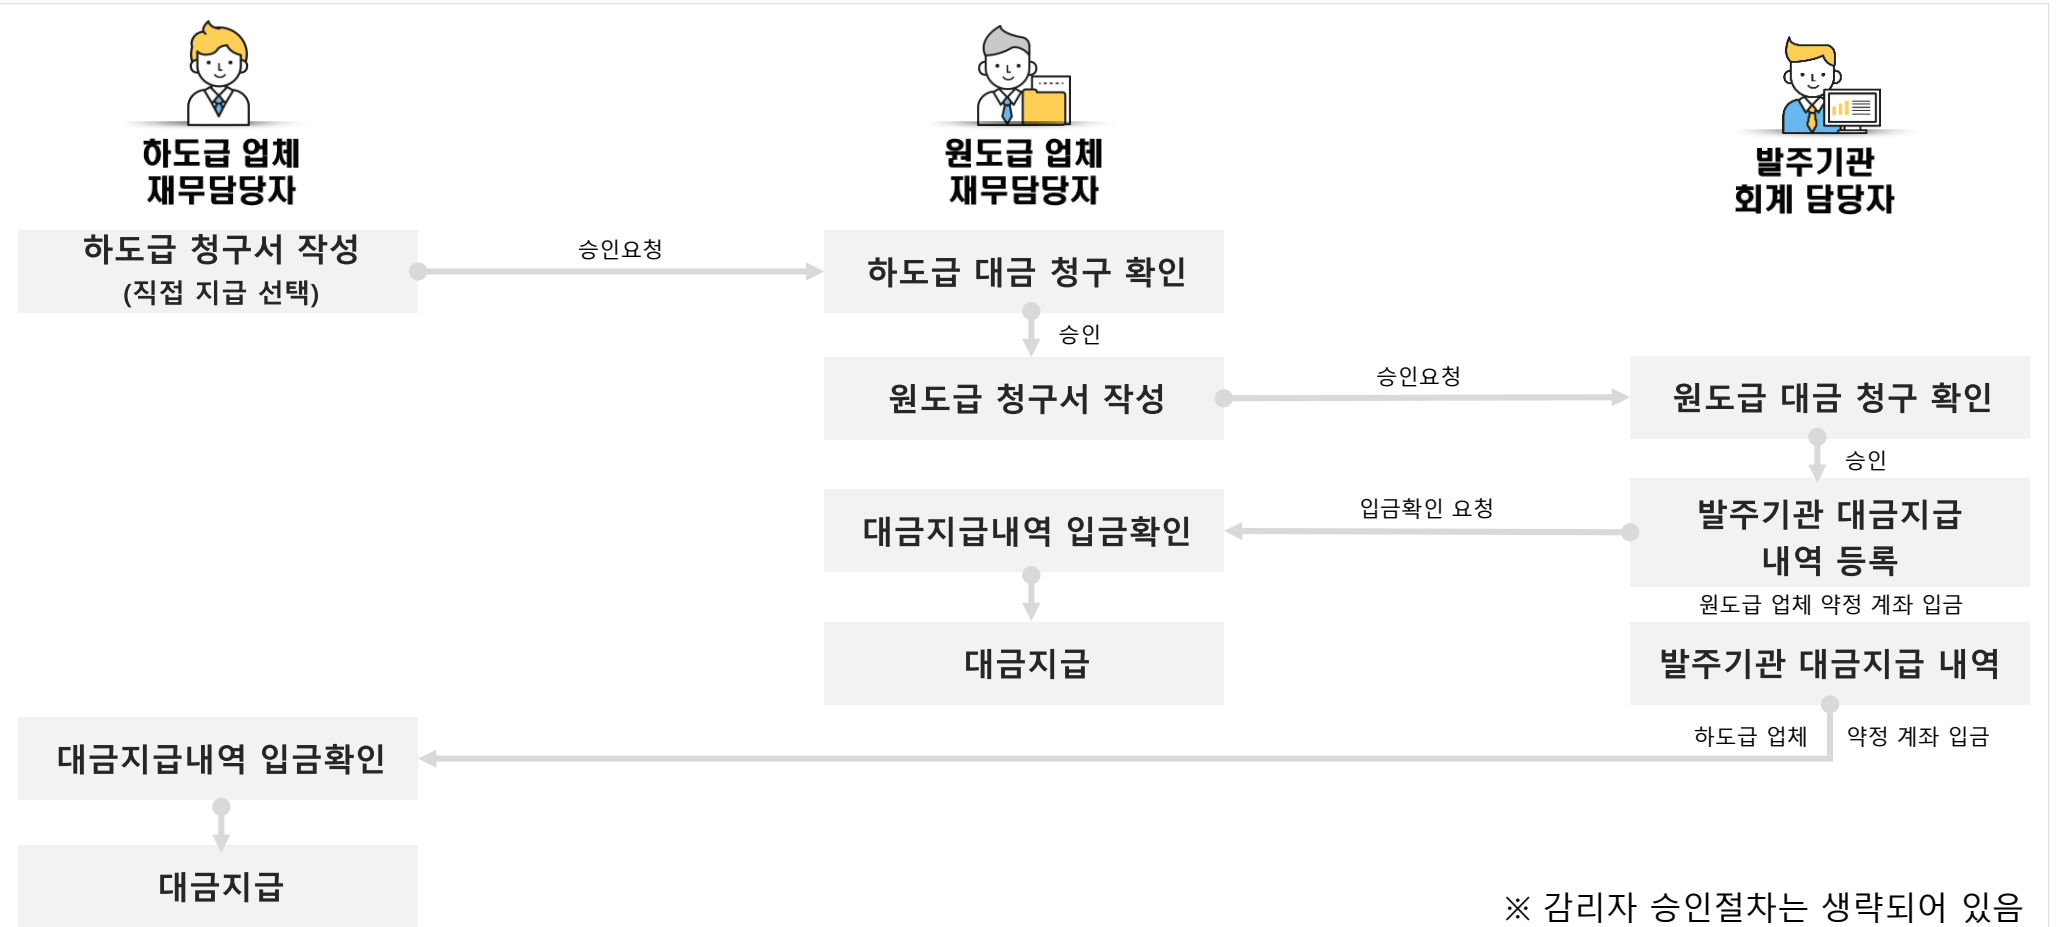 하도급 업체
재무담당자
원도급 업체
재무담당자
발주기관
회계 담당자
하도급 청구서 작성
(직접 지급 선택)
승인요청
하도급 대금 청구 확인
승인
원도급 청구서 작성
승인요청
원도급 대금 청구 확인
승인
대금지급내역 입금확인
입금확인 요청
발주기관 대금지급
내역 등록
원도급 업체 약정 계좌 입금
대금지급
발주기관 대금지급 내역
하도급 업체 약정 계좌 입금
대금지급내역 입금확인
대금지급
※ 감리자 승인절차는 생략되어 있음